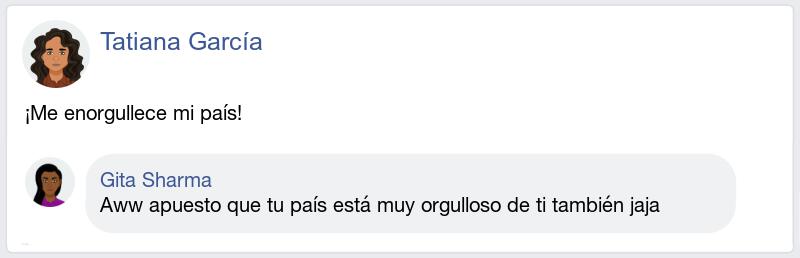 Tatiana García
¡Me enorgullece mi país!
Gita Sharma
Aww apuesto que tu país está muy orgulloso de ti también jaja